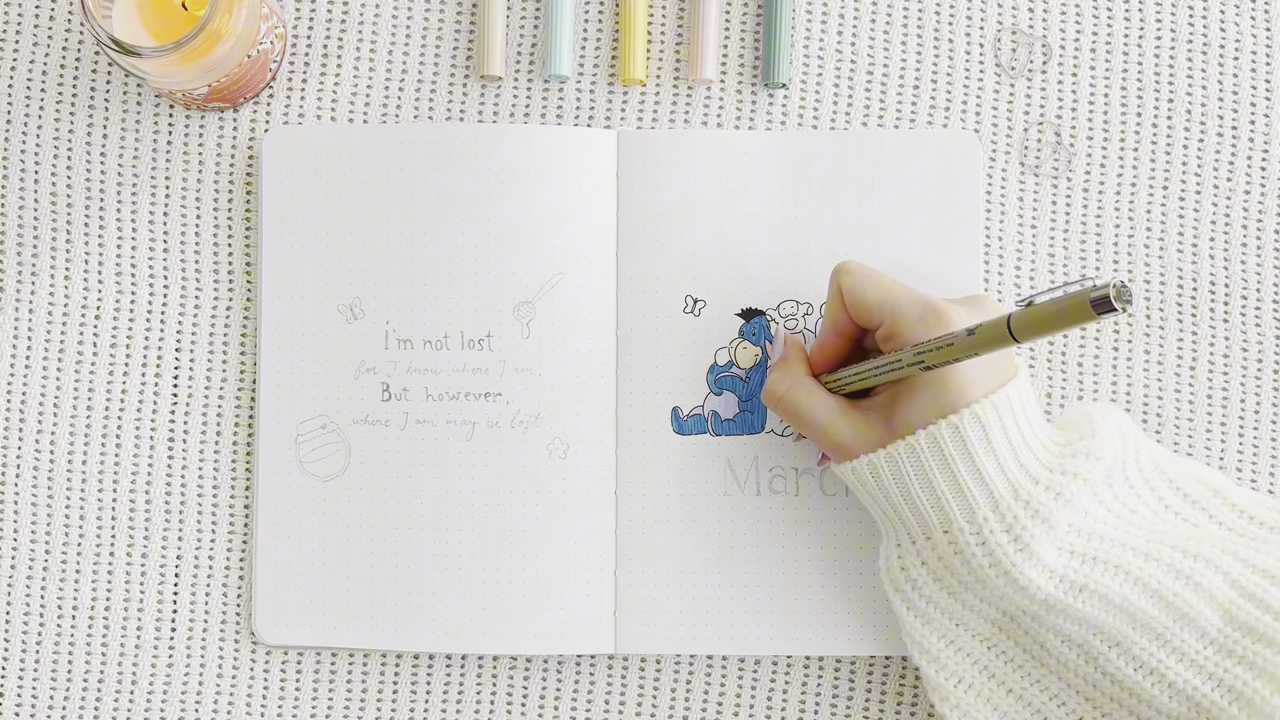 i'm not lost
for I know where I am.
But however,
where I am may be lost
Marc